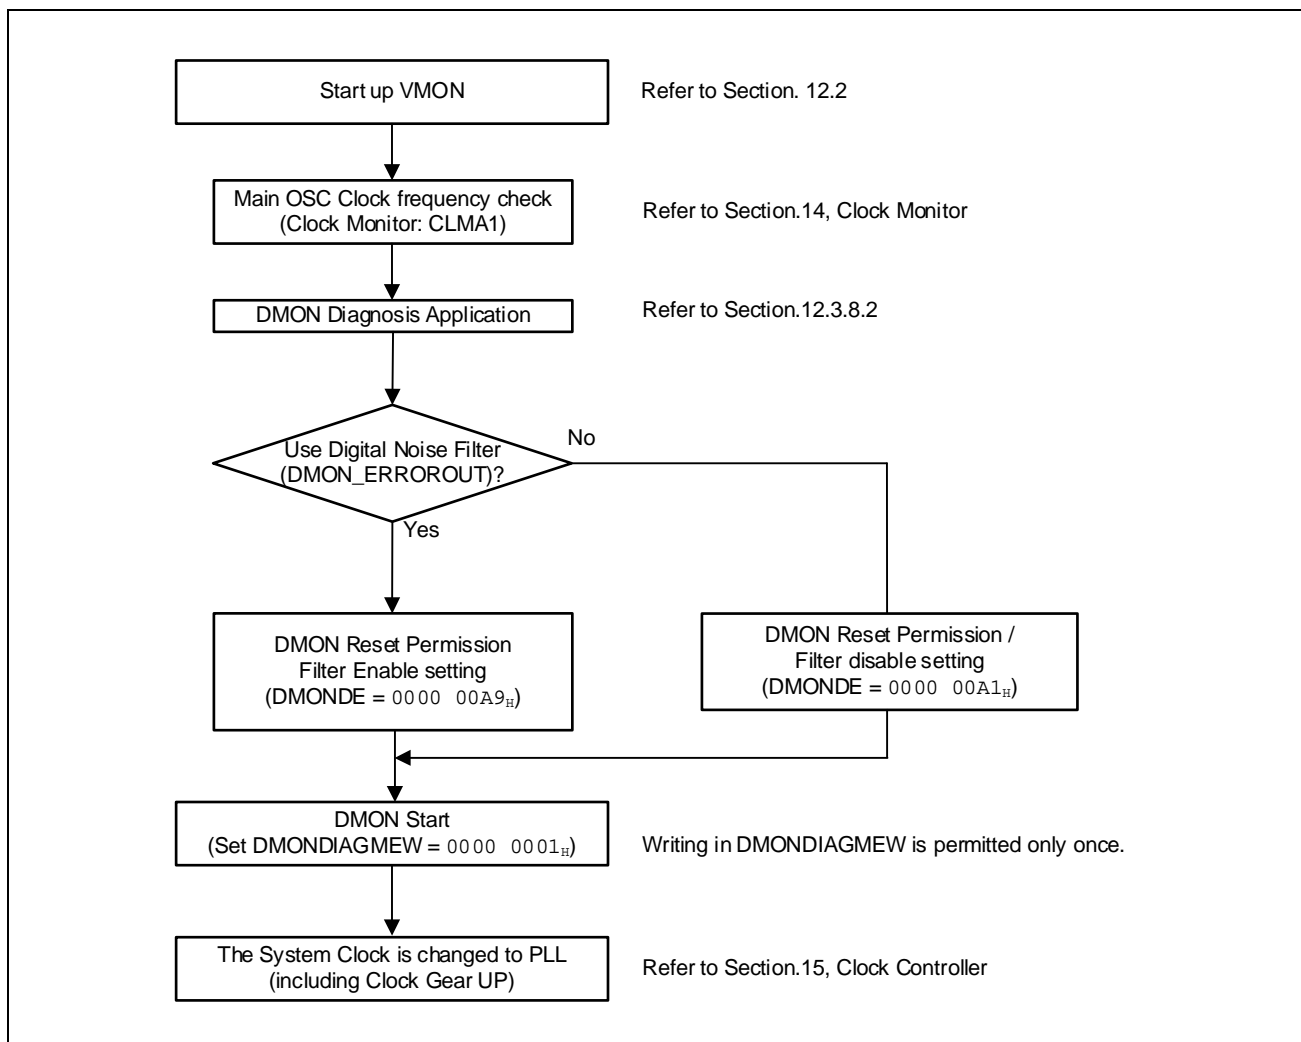 Start up VMON
Refer to Section. 12.2
Main OSC Clock frequency check
(Clock Monitor: CLMA1)
Refer to Section.14, Clock Monitor
DMON Diagnosis Application
Refer to Section.12.3.8.2
Use Digital Noise Filter
(DMON_ERROROUT)?
No
Yes
DMON Reset Permission
Filter Enable setting
(DMONDE = 0000 00A9H)
DMON Reset Permission /
Filter disable setting
(DMONDE = 0000 00A1H)
DMON Start
(Set DMONDIAGMEW = 0000 0001H)
Writing in DMONDIAGMEW is permitted only once.
The System Clock is changed to PLL
(including Clock Gear UP)
Refer to Section.15, Clock Controller